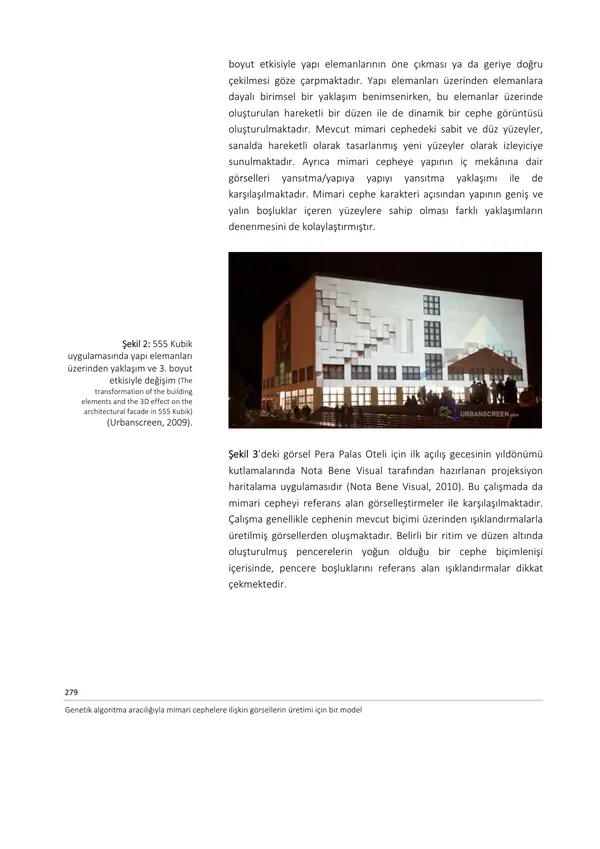 boyut etkisiyle yapı elemanlarının öne çıkması ya da geriye doğru
çekilmesi göze çarpmaktadır. Yapı elemanları üzerinden elemanlara
dayalı birimsel bir yaklaşım benimsenirken, bu elemanlar üzerinde
oluşturulan hareketli bir düzen ile de dinamik bir cephe görüntüsü
oluşturulmaktadır. Mevcut mimari cephedeki sabit ve düz yüzeyler,
sanalda hareketli olarak tasarlanmış yeni yüzeyler olarak izleyiciye
sunulmaktadır. Ayrıca mimari cepheye yapının iç mekânına dair
görselleri yansıtma/yapıya yapıyı yansıtma yaklaşımı ile de
karşılaşılmaktadır. Mimari cephe karakteri açısından yapının geniş ve
yalın boşluklar içeren yüzeylere sahip olması farklı yaklaşımların
denenmesini de kolaylaştırmıştır.
URBANSCREEN.com
Şekil 2: 555 Kubik
uygulamasında yapı elemanları
üzerinden yaklaşım ve 3. boyut
etkisiyle değişim (The
transformation of the building
elements and the 3D effect on the
architectural facade in 555 Kubik)
(Urbanscreen, 2009).
Şekil 3'deki görsel Pera Palas Oteli için ilk açılış gecesinin yıldönümü
kutlamalarında Nota Bene Visual tarafından hazırlanan projeksiyon
haritalama uygulamasıdır (Nota Bene Visual, 2010). Bu çalışmada da
mimari cepheyi referans alan görselleştirmeler ile karşılaşılmaktadır.
Çalışma genellikle cephenin mevcut biçimi üzerinden ışıklandırmalarla
üretilmiş görsellerden oluşmaktadır. Belirli bir ritim ve düzen altında
oluşturulmuş pencerelerin yoğun olduğu bir cephe biçimlenişi
içerisinde, pencere boşluklarını referans alan ışıklandırmalar dikkat
çekmektedir.
279
Genetik algoritma aracılığıyla mimari cephelere ilişkin görsellerin üretimi için bir model